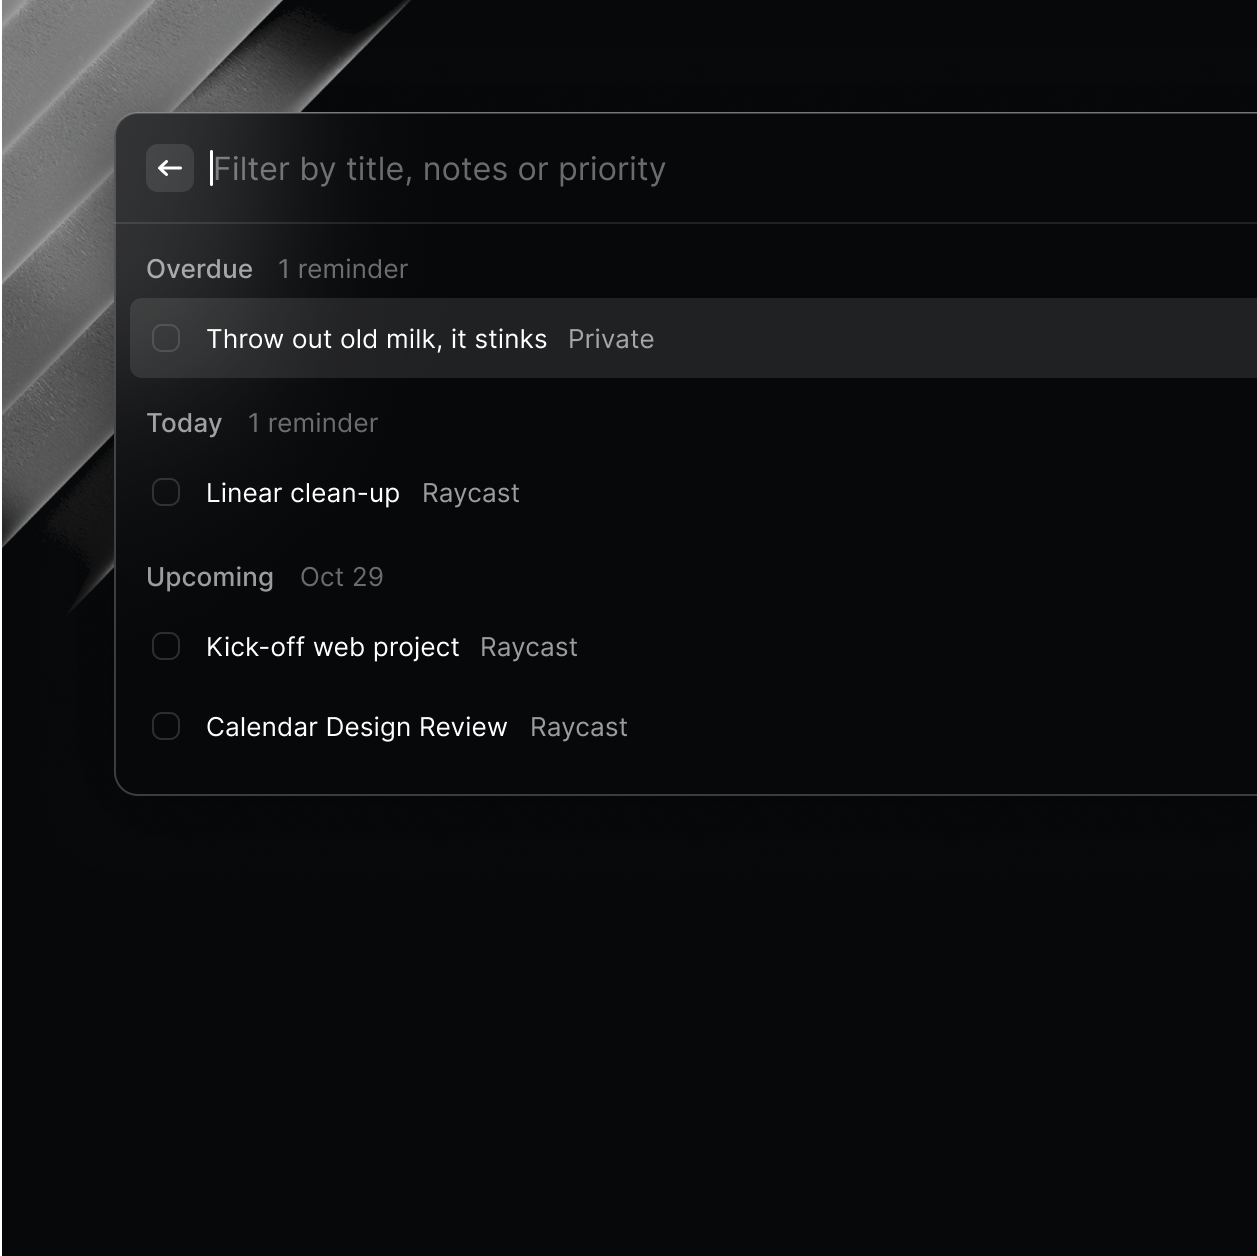 Filter by title, notes or priority
Overdue 1 reminder
Throw out old milk, it stinks Private
Today 1 reminder
Linear clean-up Raycast
Upcoming Oct 29
Kick-off web project Raycast
Calendar Design Review Raycast